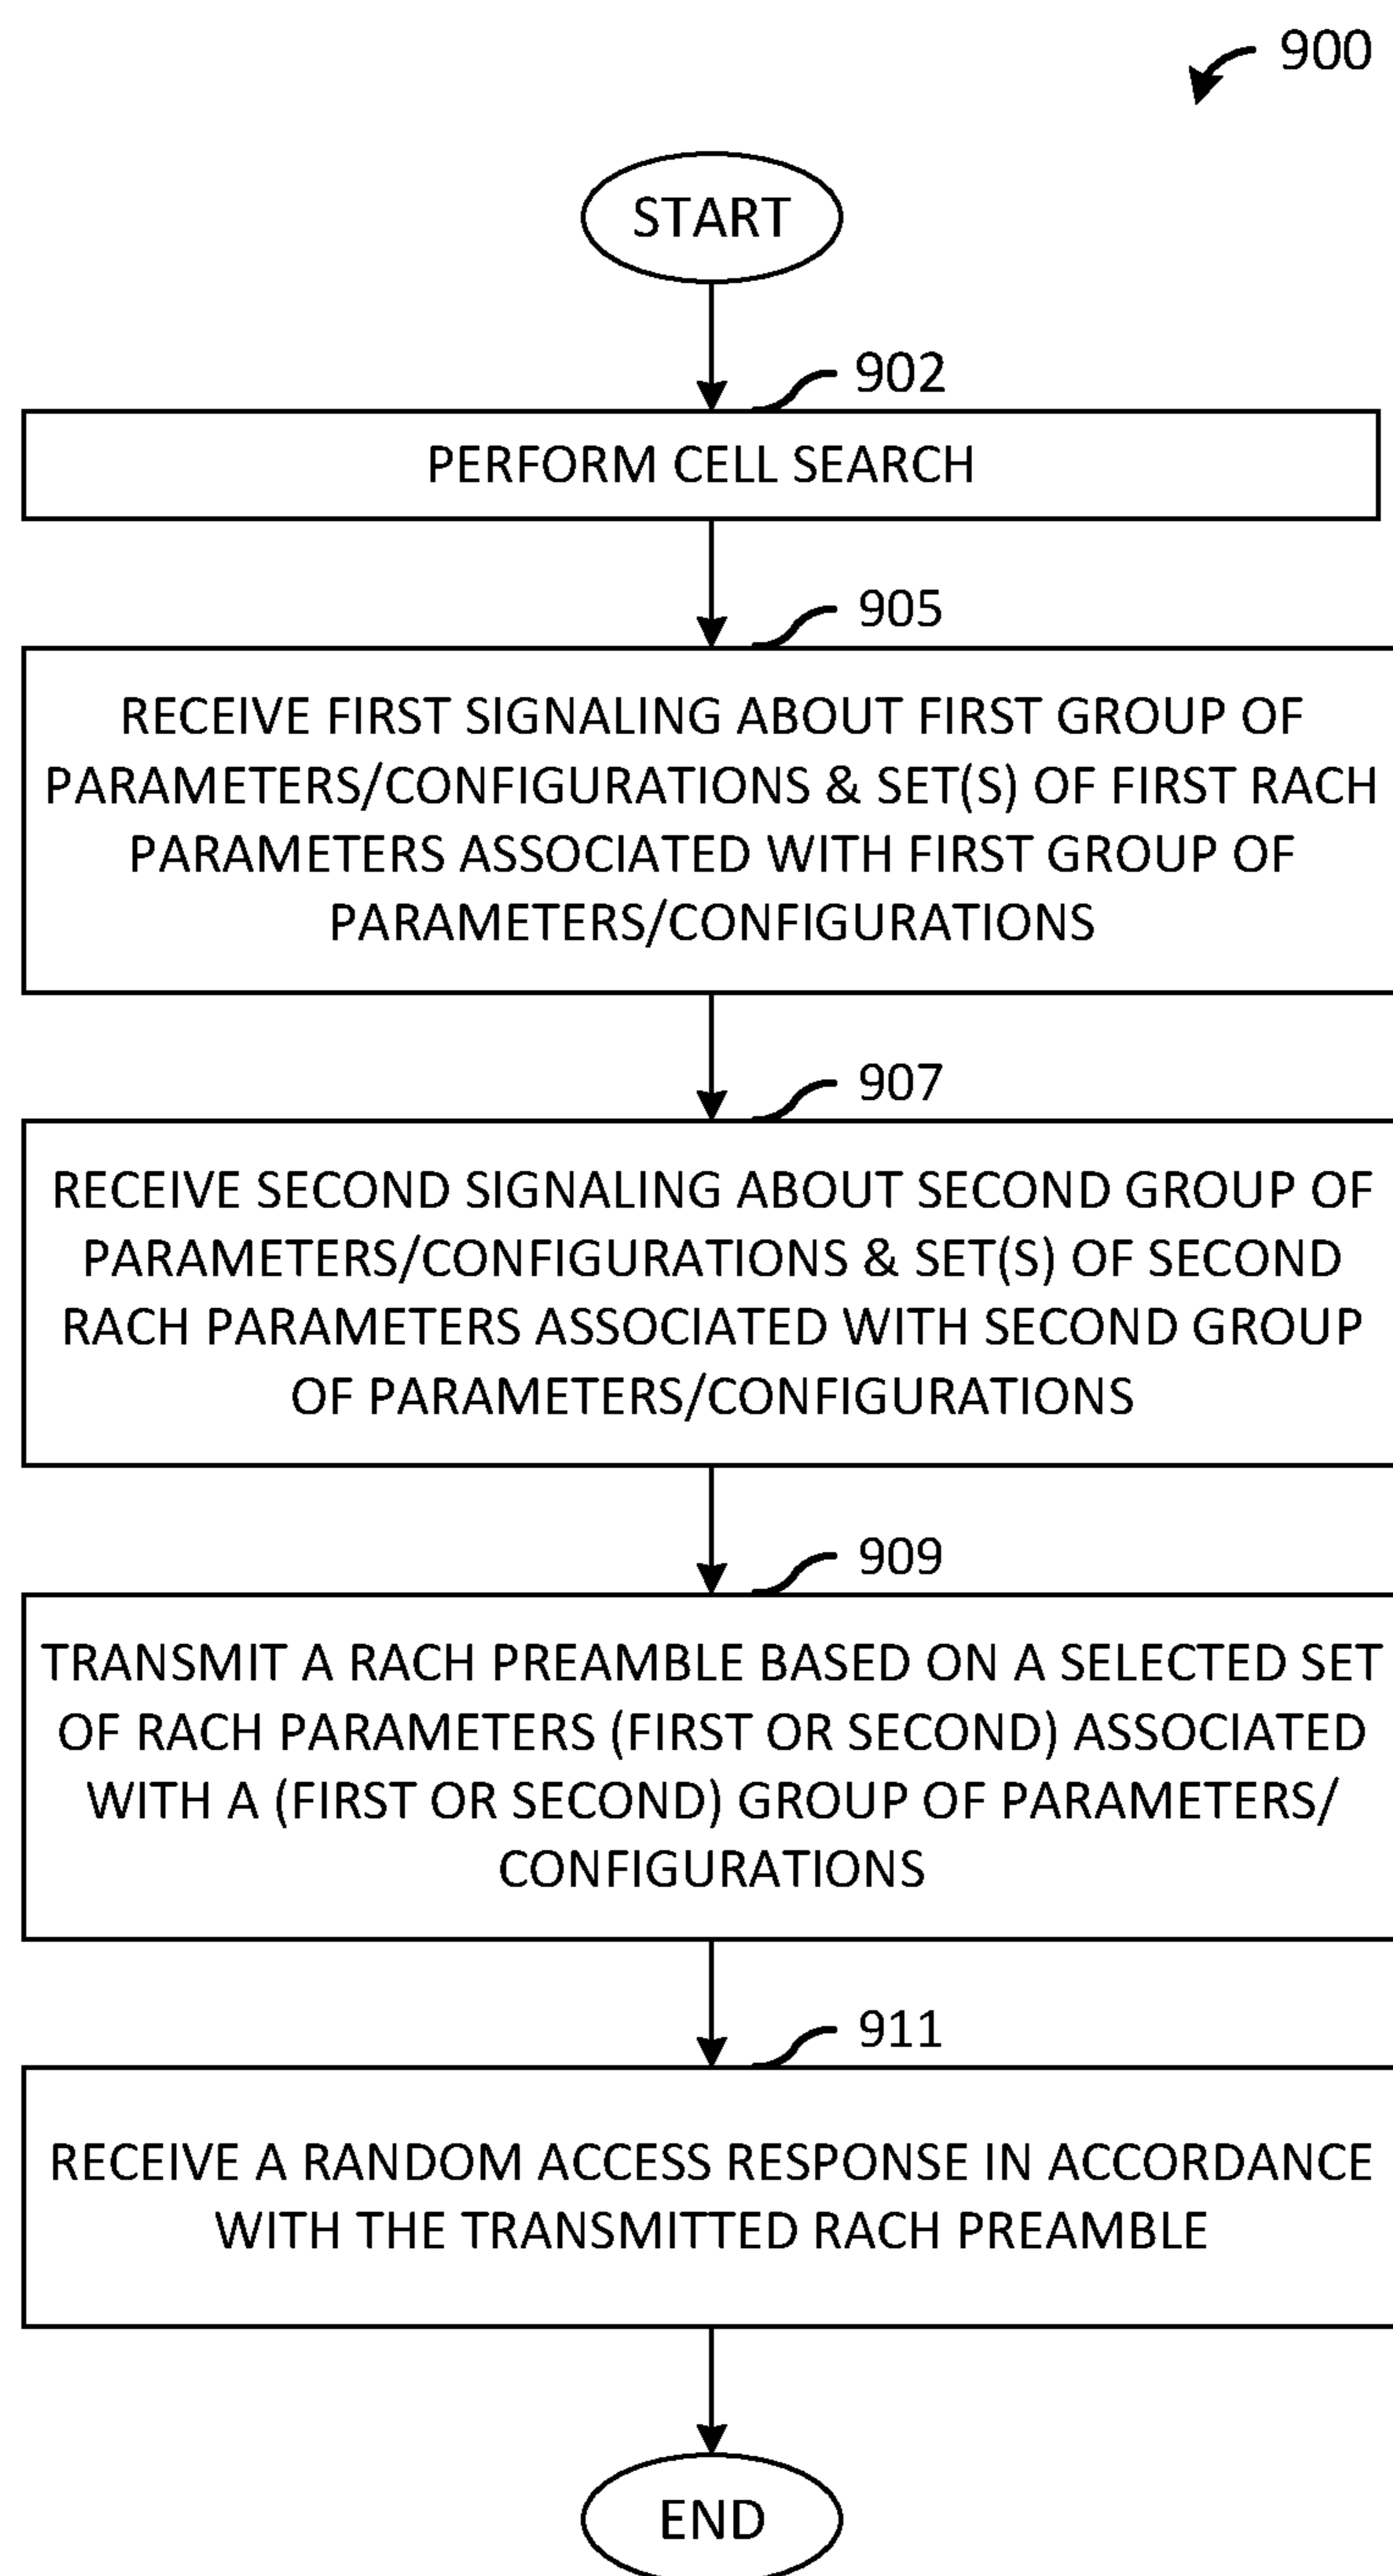 900
START
902
PERFORM CELL SEARCH
905
RECEIVE FIRST SIGNALING ABOUT FIRST GROUP OF
PARAMETERS/CONFIGURATIONS & SET(S) OF FIRST RACH
PARAMETERS ASSOCIATED WITH FIRST GROUP OF
PARAMETERS/CONFIGURATIONS
907
RECEIVE SECOND SIGNALING ABOUT SECOND GROUP OF
PARAMETERS/CONFIGURATIONS & SET(S) OF SECOND
RACH PARAMETERS ASSOCIATED WITH SECOND GROUP
OF PARAMETERS/CONFIGURATIONS
909
TRANSMIT A RACH PREAMBLE BASED ON A SELECTED SET
OF RACH PARAMETERS (FIRST OR SECOND) ASSOCIATED
WITH A (FIRST OR SECOND) GROUP OF PARAMETERS/
CONFIGURATIONS
911
RECEIVE A RANDOM ACCESS RESPONSE IN ACCORDANCE
WITH THE TRANSMITTED RACH PREAMBLE
END